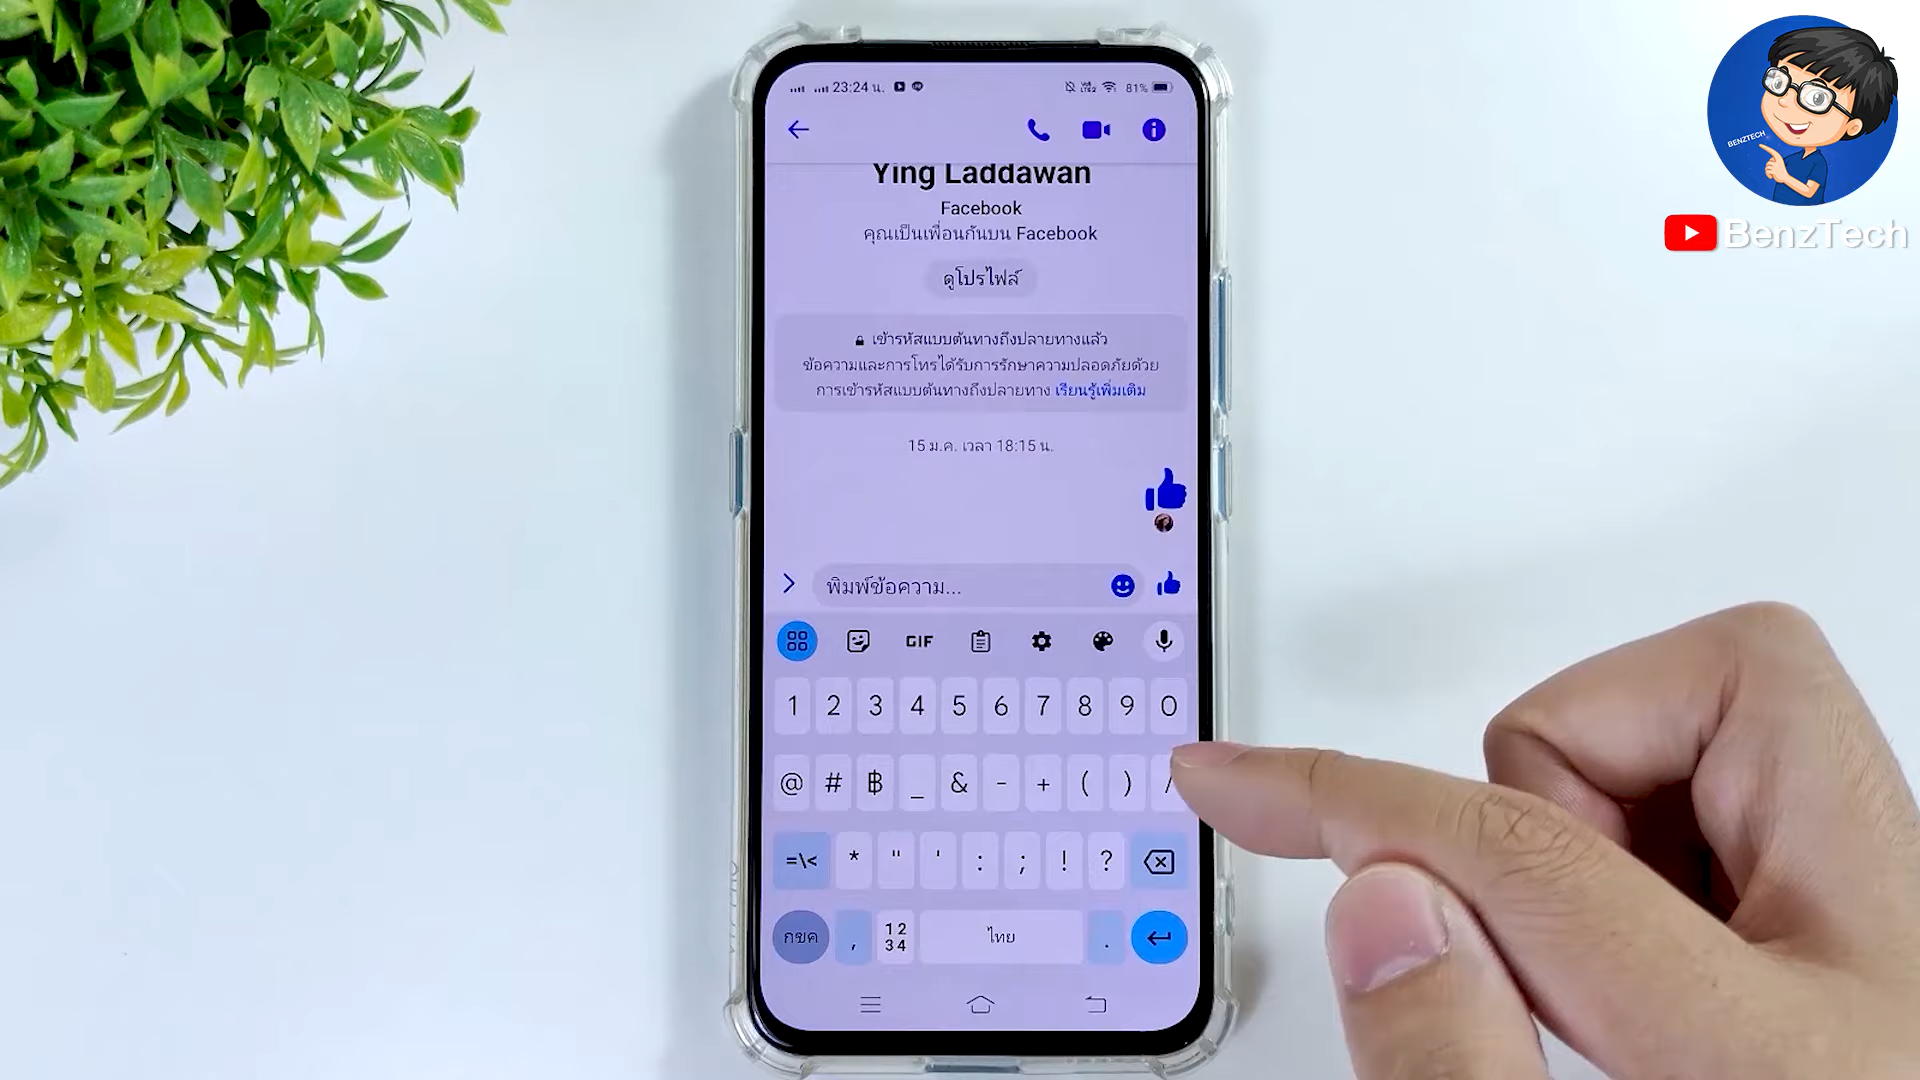 23:24 น.
81%
Ying Laddawan
Facebook
คุณเป็นเพื่อนกันบน Facebook
ดูโปรไฟล์
เข้ารหัสแบบต้นทางถึงปลายทางแล้ว
ข้อความและการโทรได้รับการรักษาความปลอดภัยด้วย
การเข้ารหัสแบบต้นทางถึงปลายทาง เรียนรู้เพิ่มเติม
15 ม.ค. เวลา 18:15 น.
พิมพ์ข้อความ...
GIF
1 2 3 4 5 6 7 8 9 0
@ # ฿ _ & - + ( ) /
=\< * " ' : ; ! ?
กขค , 12 34 ไทย .
BENZTECH
BenzTech